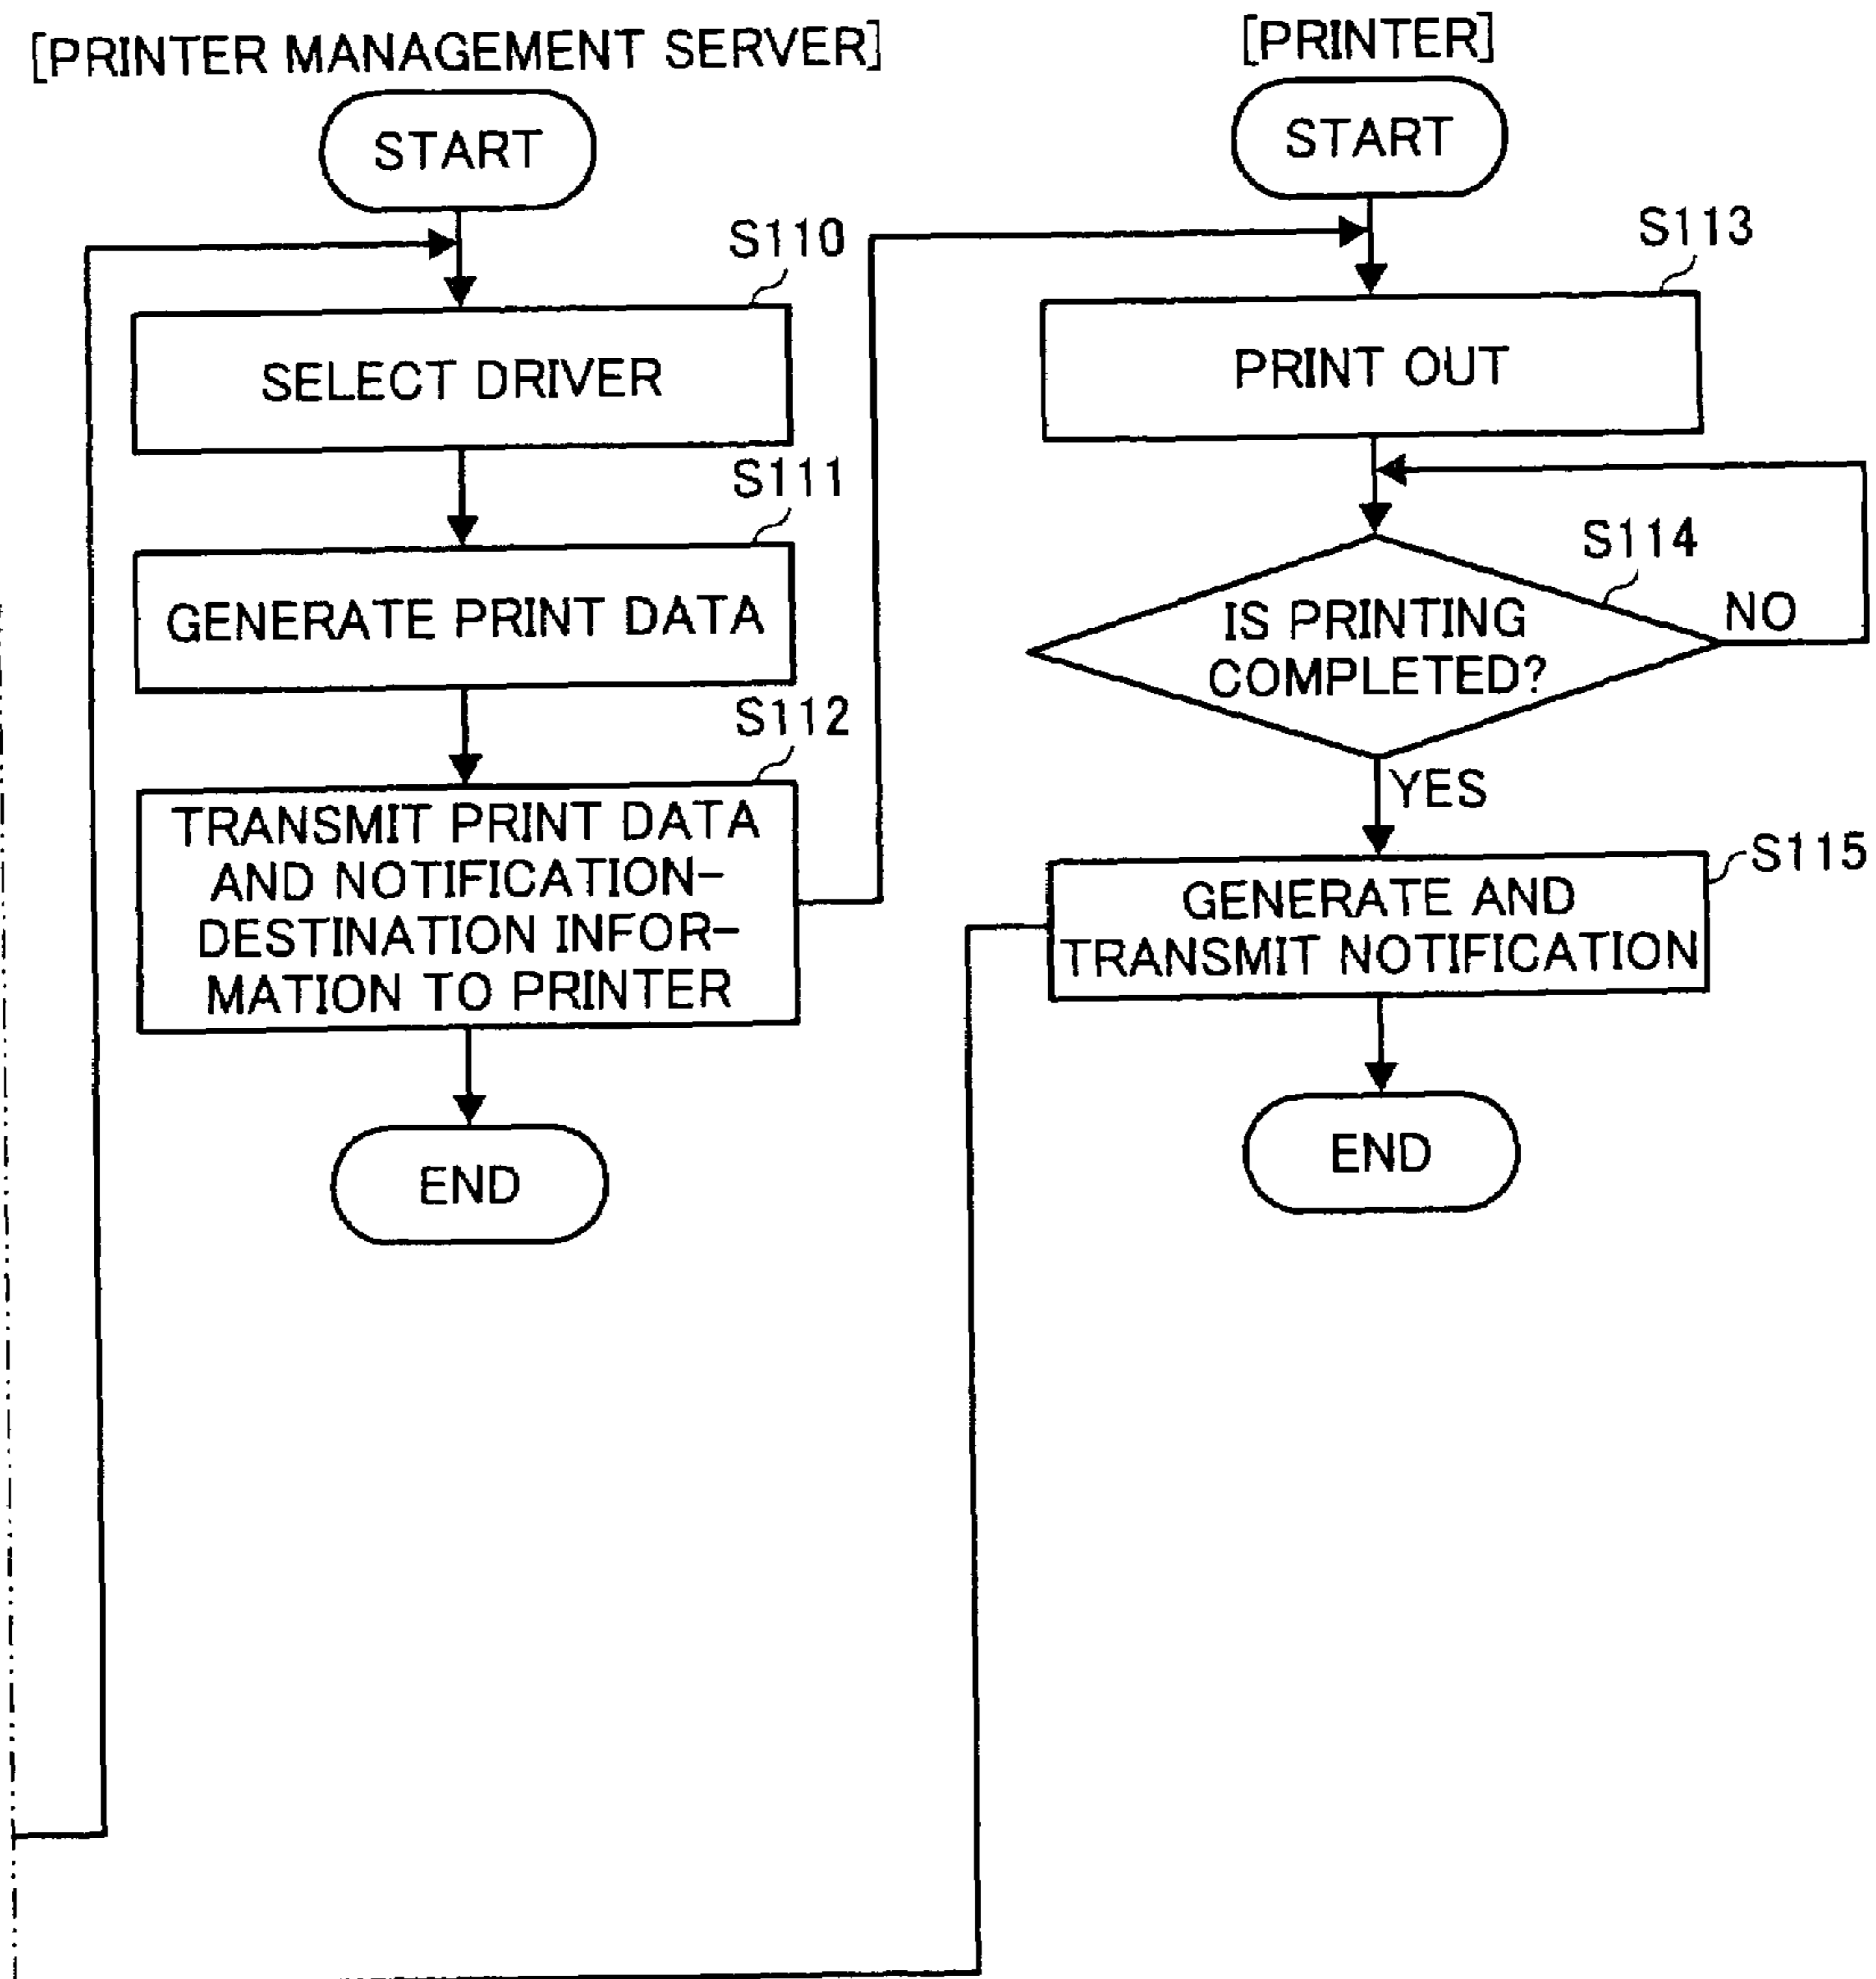 [PRINTER MANAGEMENT SERVER]
START
S110
SELECT DRIVER
S111
GENERATE PRINT DATA
S112
TRANSMIT PRINT DATA
AND NOTIFICATION-
DESTINATION INFOR-
MATION TO PRINTER
END
[PRINTER]
START
S113
PRINT OUT
S114
IS PRINTING
COMPLETED?
NO
YES
S115
GENERATE AND
TRANSMIT NOTIFICATION
END